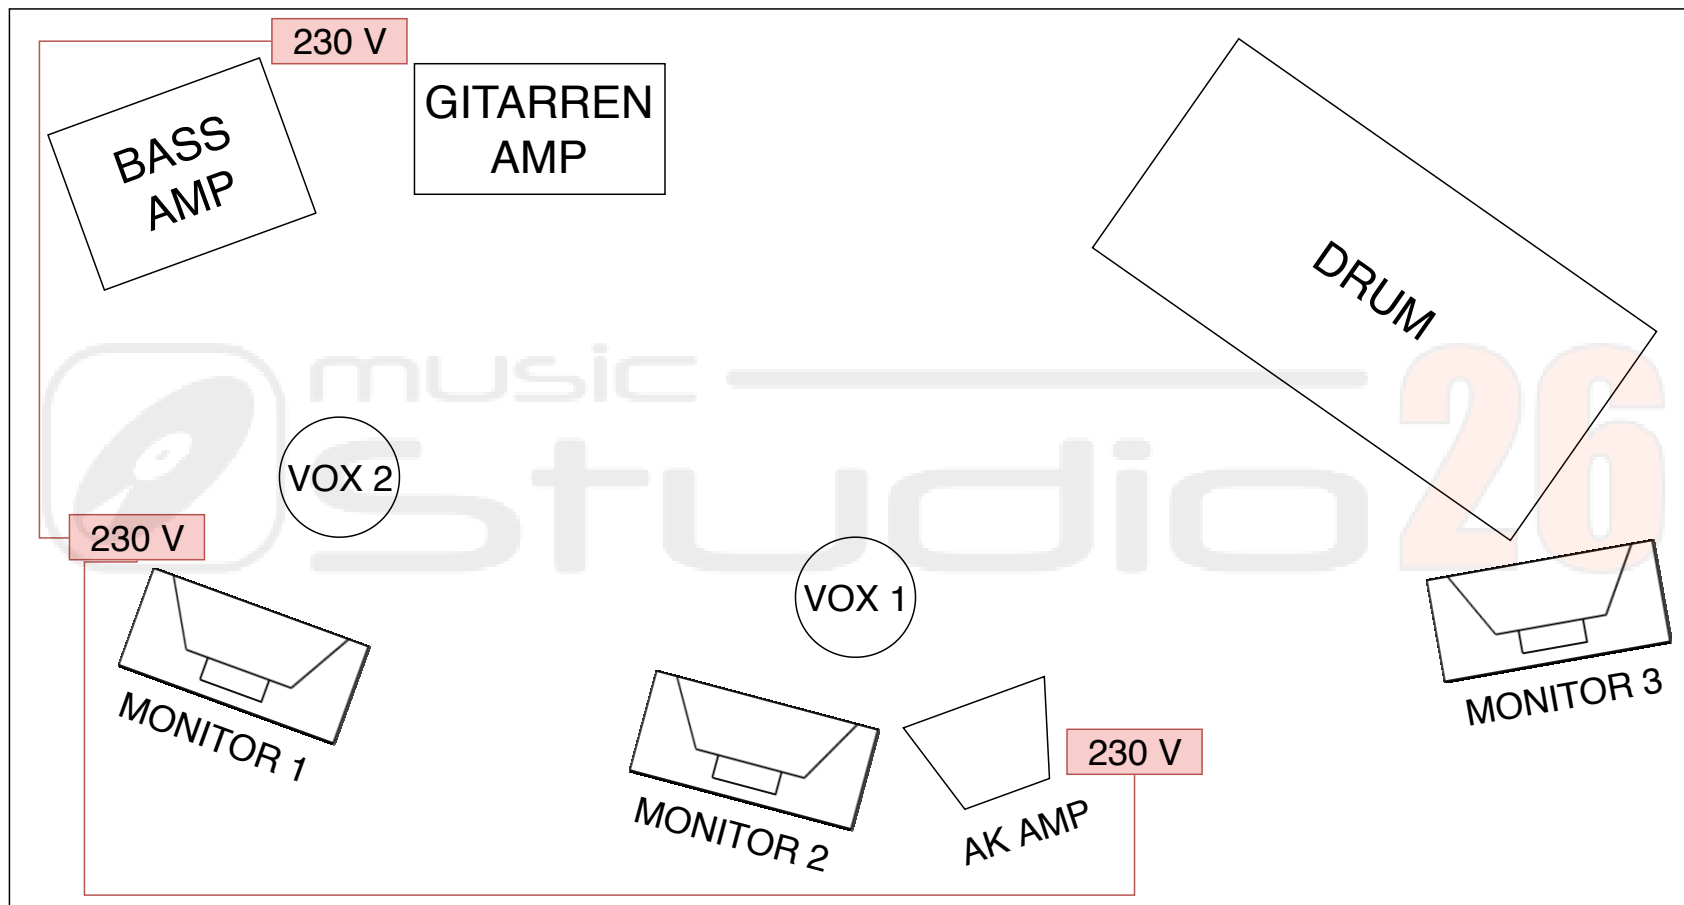 230 V
GITARREN
AMP
BASS
AMP
DRUM
music
Studio 26
VOX 2
230 V
VOX 1
MONITOR 1
MONITOR 2
AK AMP
230 V
MONITOR 3